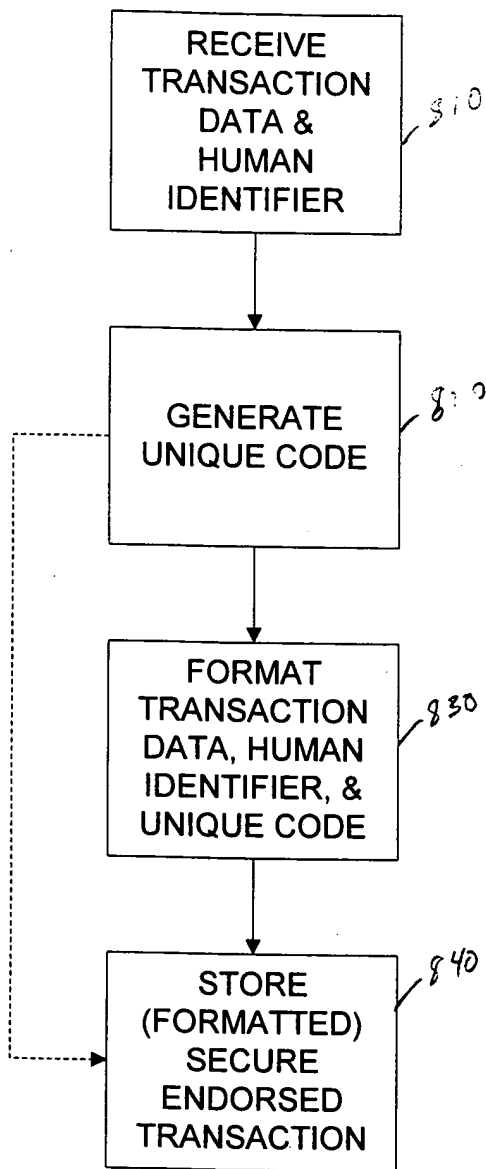 RECEIVE
TRANSACTION
DATA &
HUMAN
IDENTIFIER
810
GENERATE
UNIQUE CODE
FORMAT
TRANSACTION
DATA, HUMAN
IDENTIFIER, &
UNIQUE CODE
830
STORE
(FORMATTED)
SECURE
ENDORSED
TRANSACTION
840